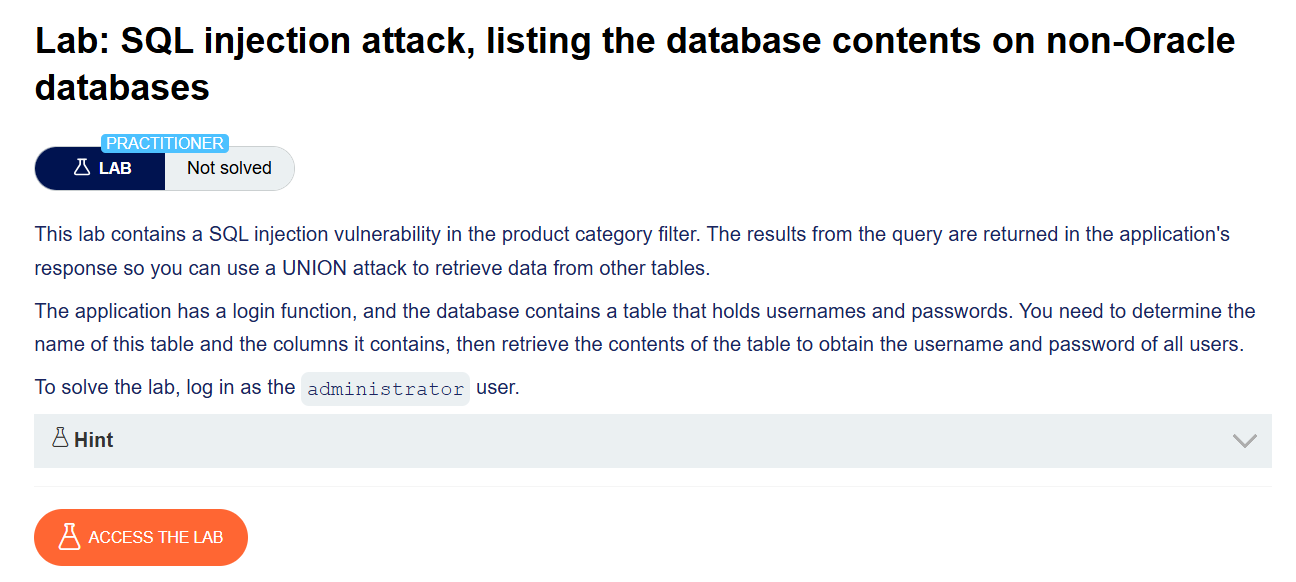 Lab: SQL injection attack, listing the database contents on non-Oracle
databases
PRACTITIONER
LAB
Not solved
This lab contains a SQL injection vulnerability in the product category filter. The results from the query are returned in the application's
response so you can use a UNION attack to retrieve data from other tables.
The application has a login function, and the database contains a table that holds usernames and passwords. You need to determine the
name of this table and the columns it contains, then retrieve the contents of the table to obtain the username and password of all users.
To solve the lab, log in as the administrator user.
Hint
ACCESS THE LAB